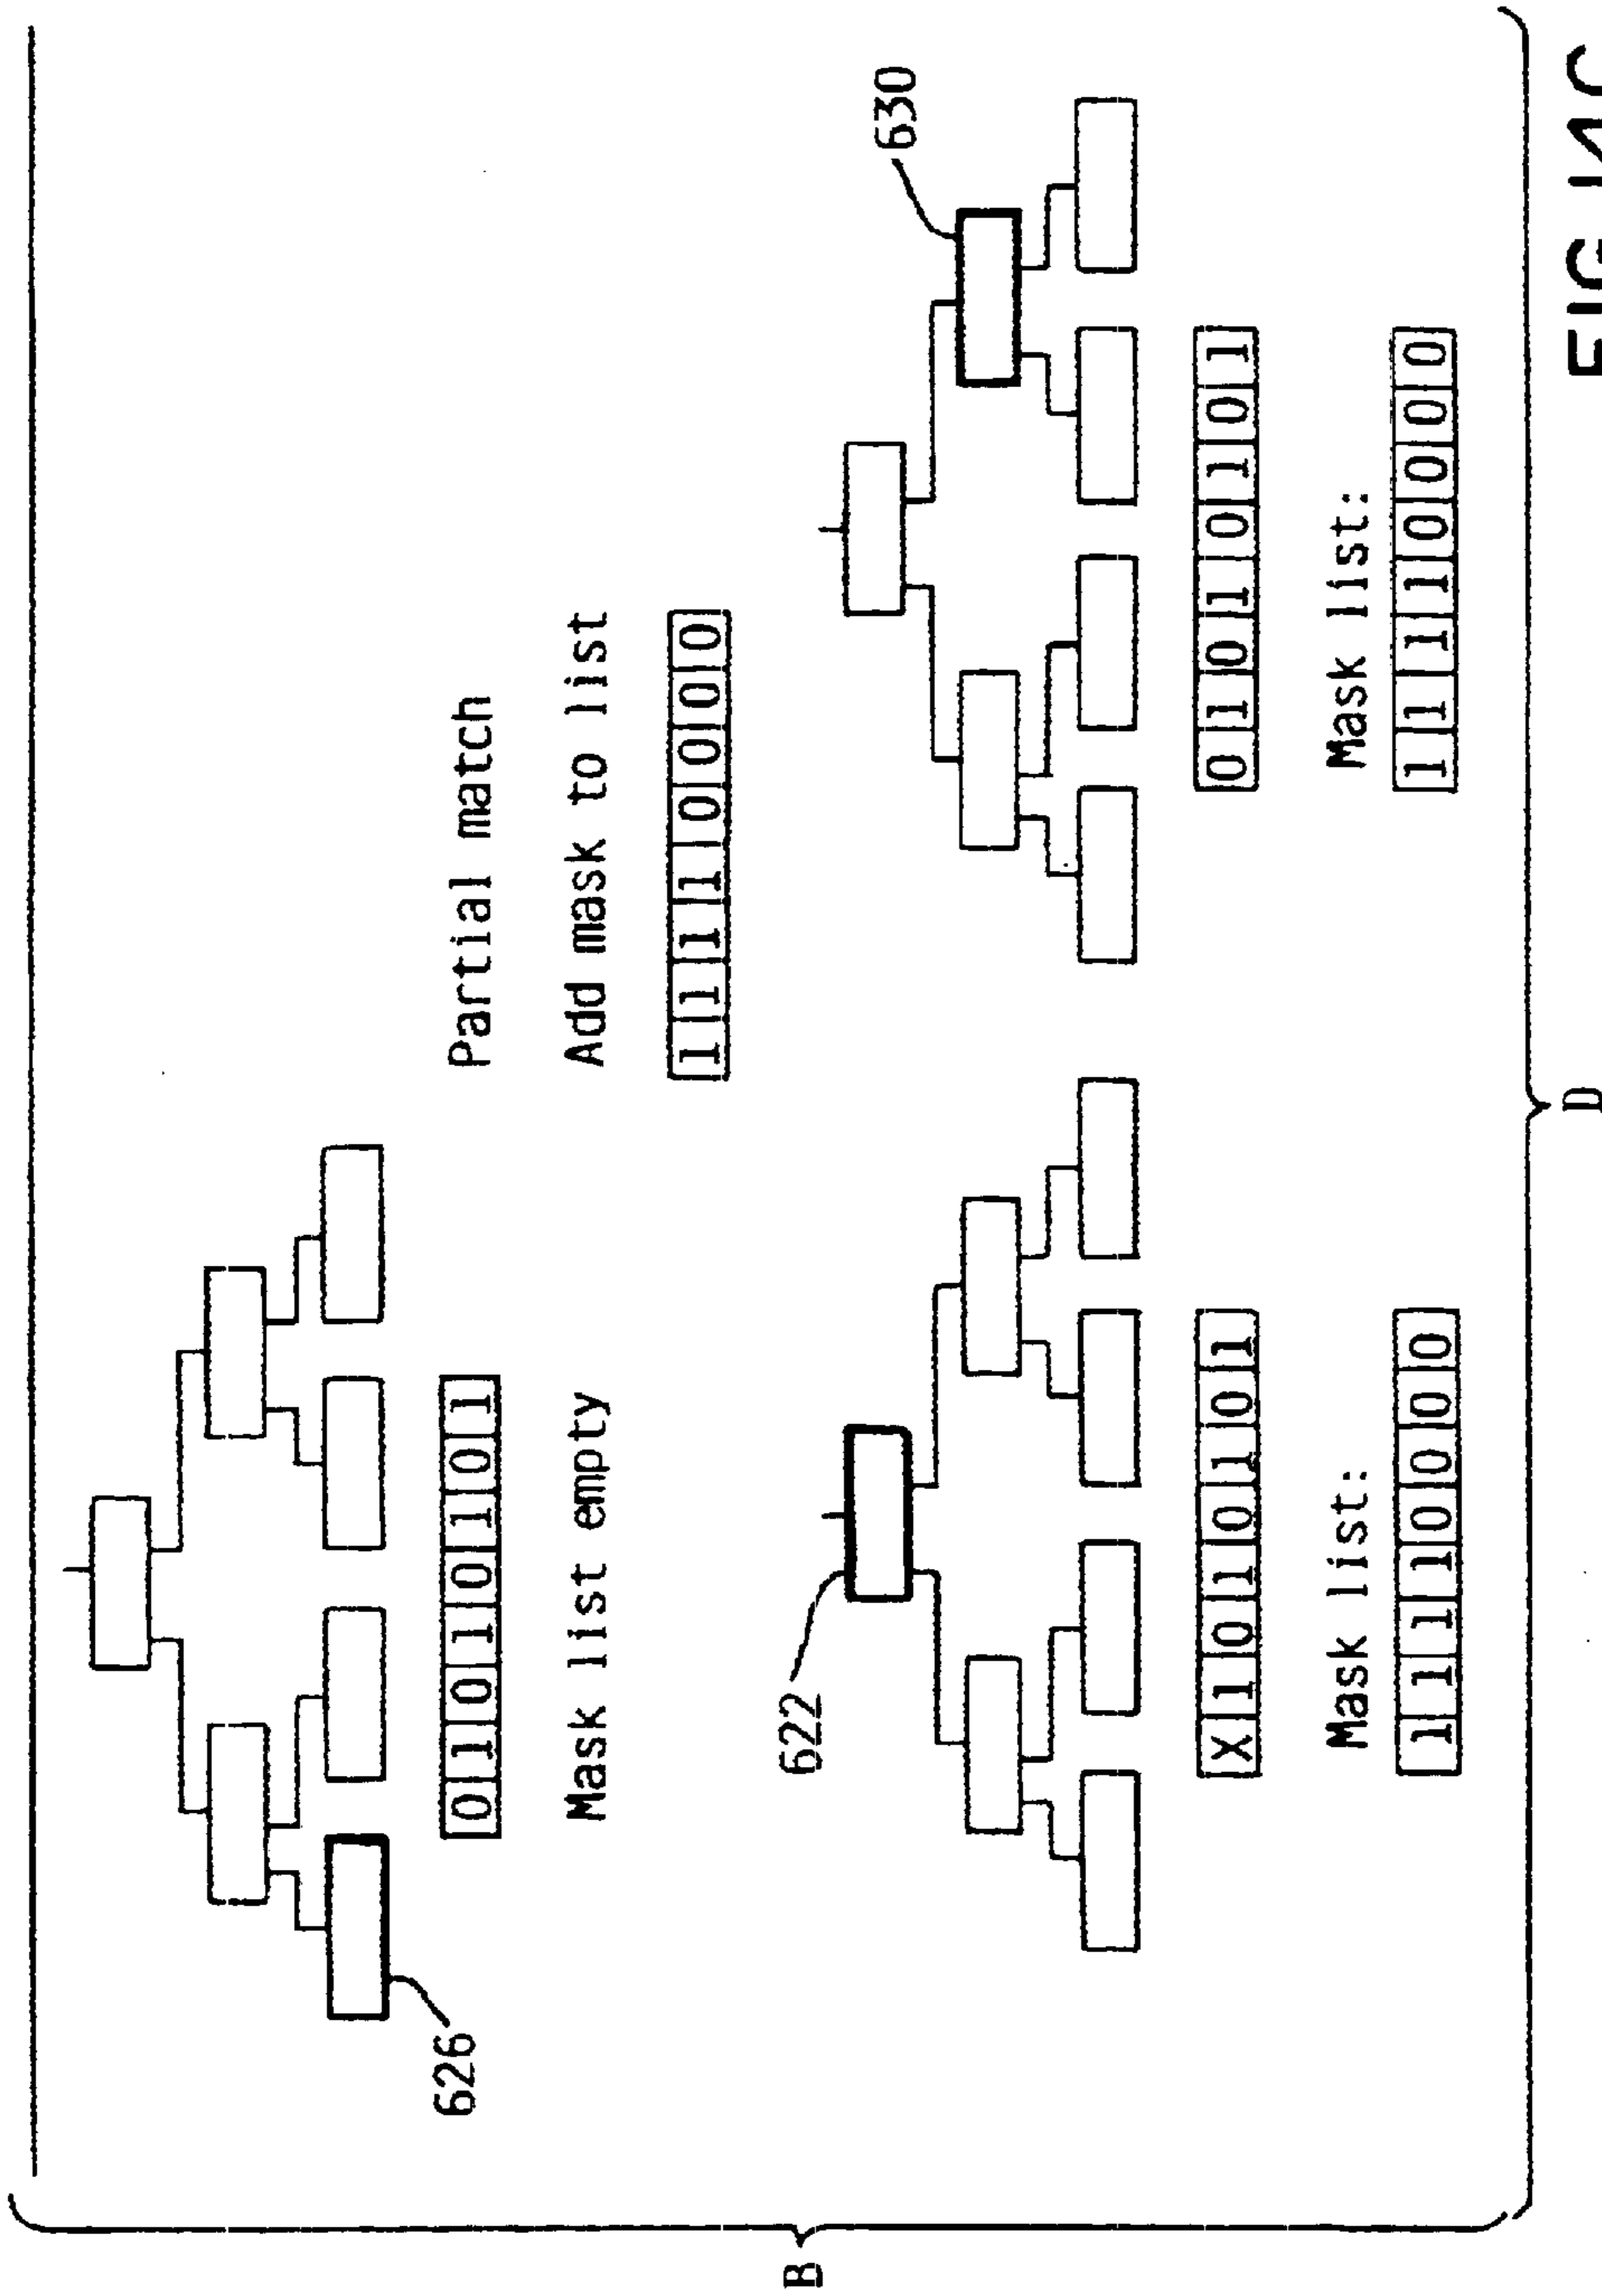 626
0 1 0 1 0 1 0 1
Mask list empty
Partial match
Add mask to list
1 1 1 1 0 0 0 0
622
X 1 0 1 0 1 0 1
Mask list:
1 1 1 1 0 0 0 0
630
0 1 0 1 0 1 0 1
Mask list:
1 1 1 1 0 0 0 0
B
D
FIG. 14C